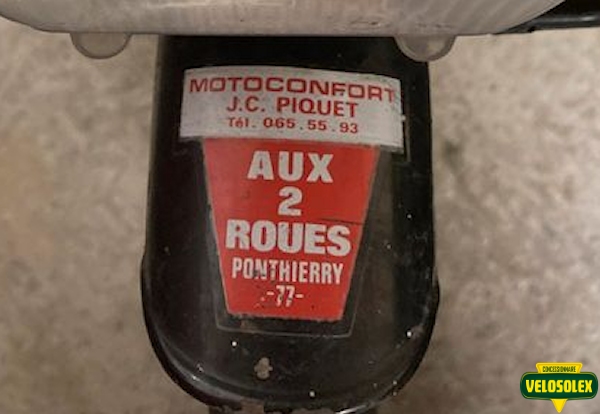 MOTOCONFORT
J.C. PIQUET
Tél. 065.55.93
AUX
2
ROUES
PONTHIERRY
-77-
CONCESSIONNAIRE
VELOSOLEX